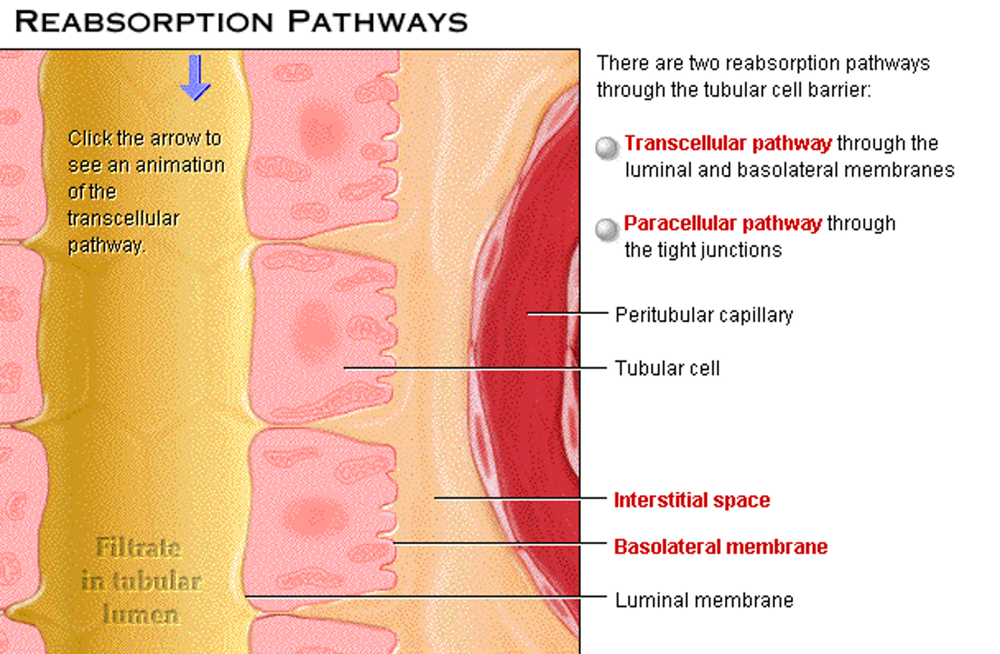 REABSORPTION PATHWAYS
Click the arrow to
see an animation
of the
transcellular
pathway.
Filtrate
in tubular
lumen
There are two reabsorption pathways
through the tubular cell barrier:
Transcellular pathway through the
luminal and basolateral membranes
Paracellular pathway through
the tight junctions
Peritubular capillary
Tubular cell
Interstitial space
Basolateral membrane
Luminal membrane